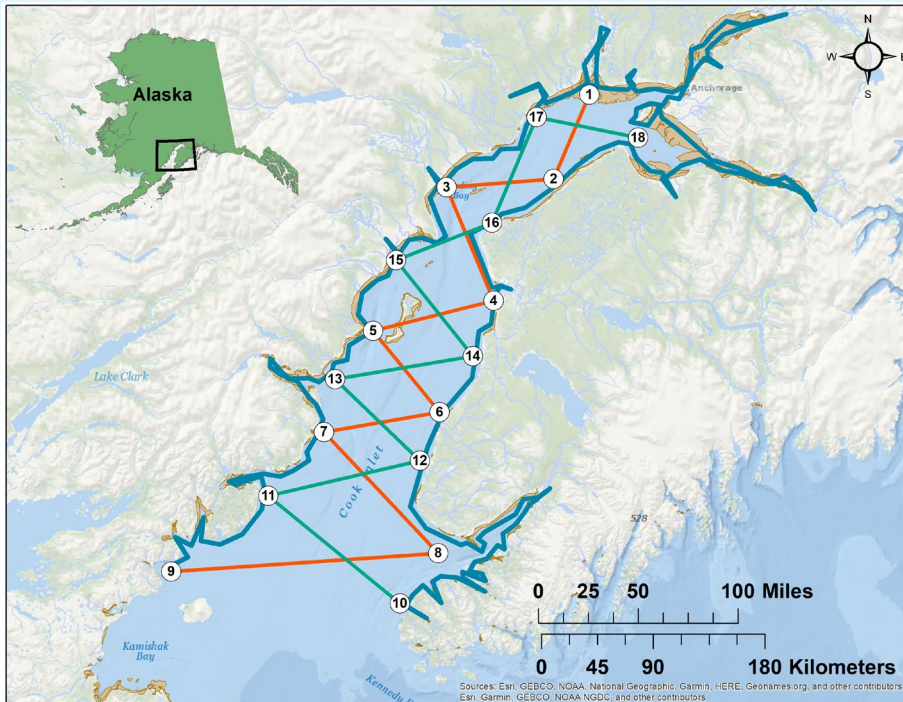 N
W
E
S
Alaska
Anchorage
1
17
18
2
3
Bay
16
15
4
5
14
Lake Clark
13
6
7
12
Cook Inlet
11
528
8
9
10
0 25 50 100 Miles
Kamishak
Bay
0 45 90 180 Kilometers
Kennedy
Sources: Esri, GEBCO, NOAA, National Geographic, Garmin, HERE, Geonames.org, and other contributors
Esri, Garmin, GEBCO, NOAA NGDC, and other contributors